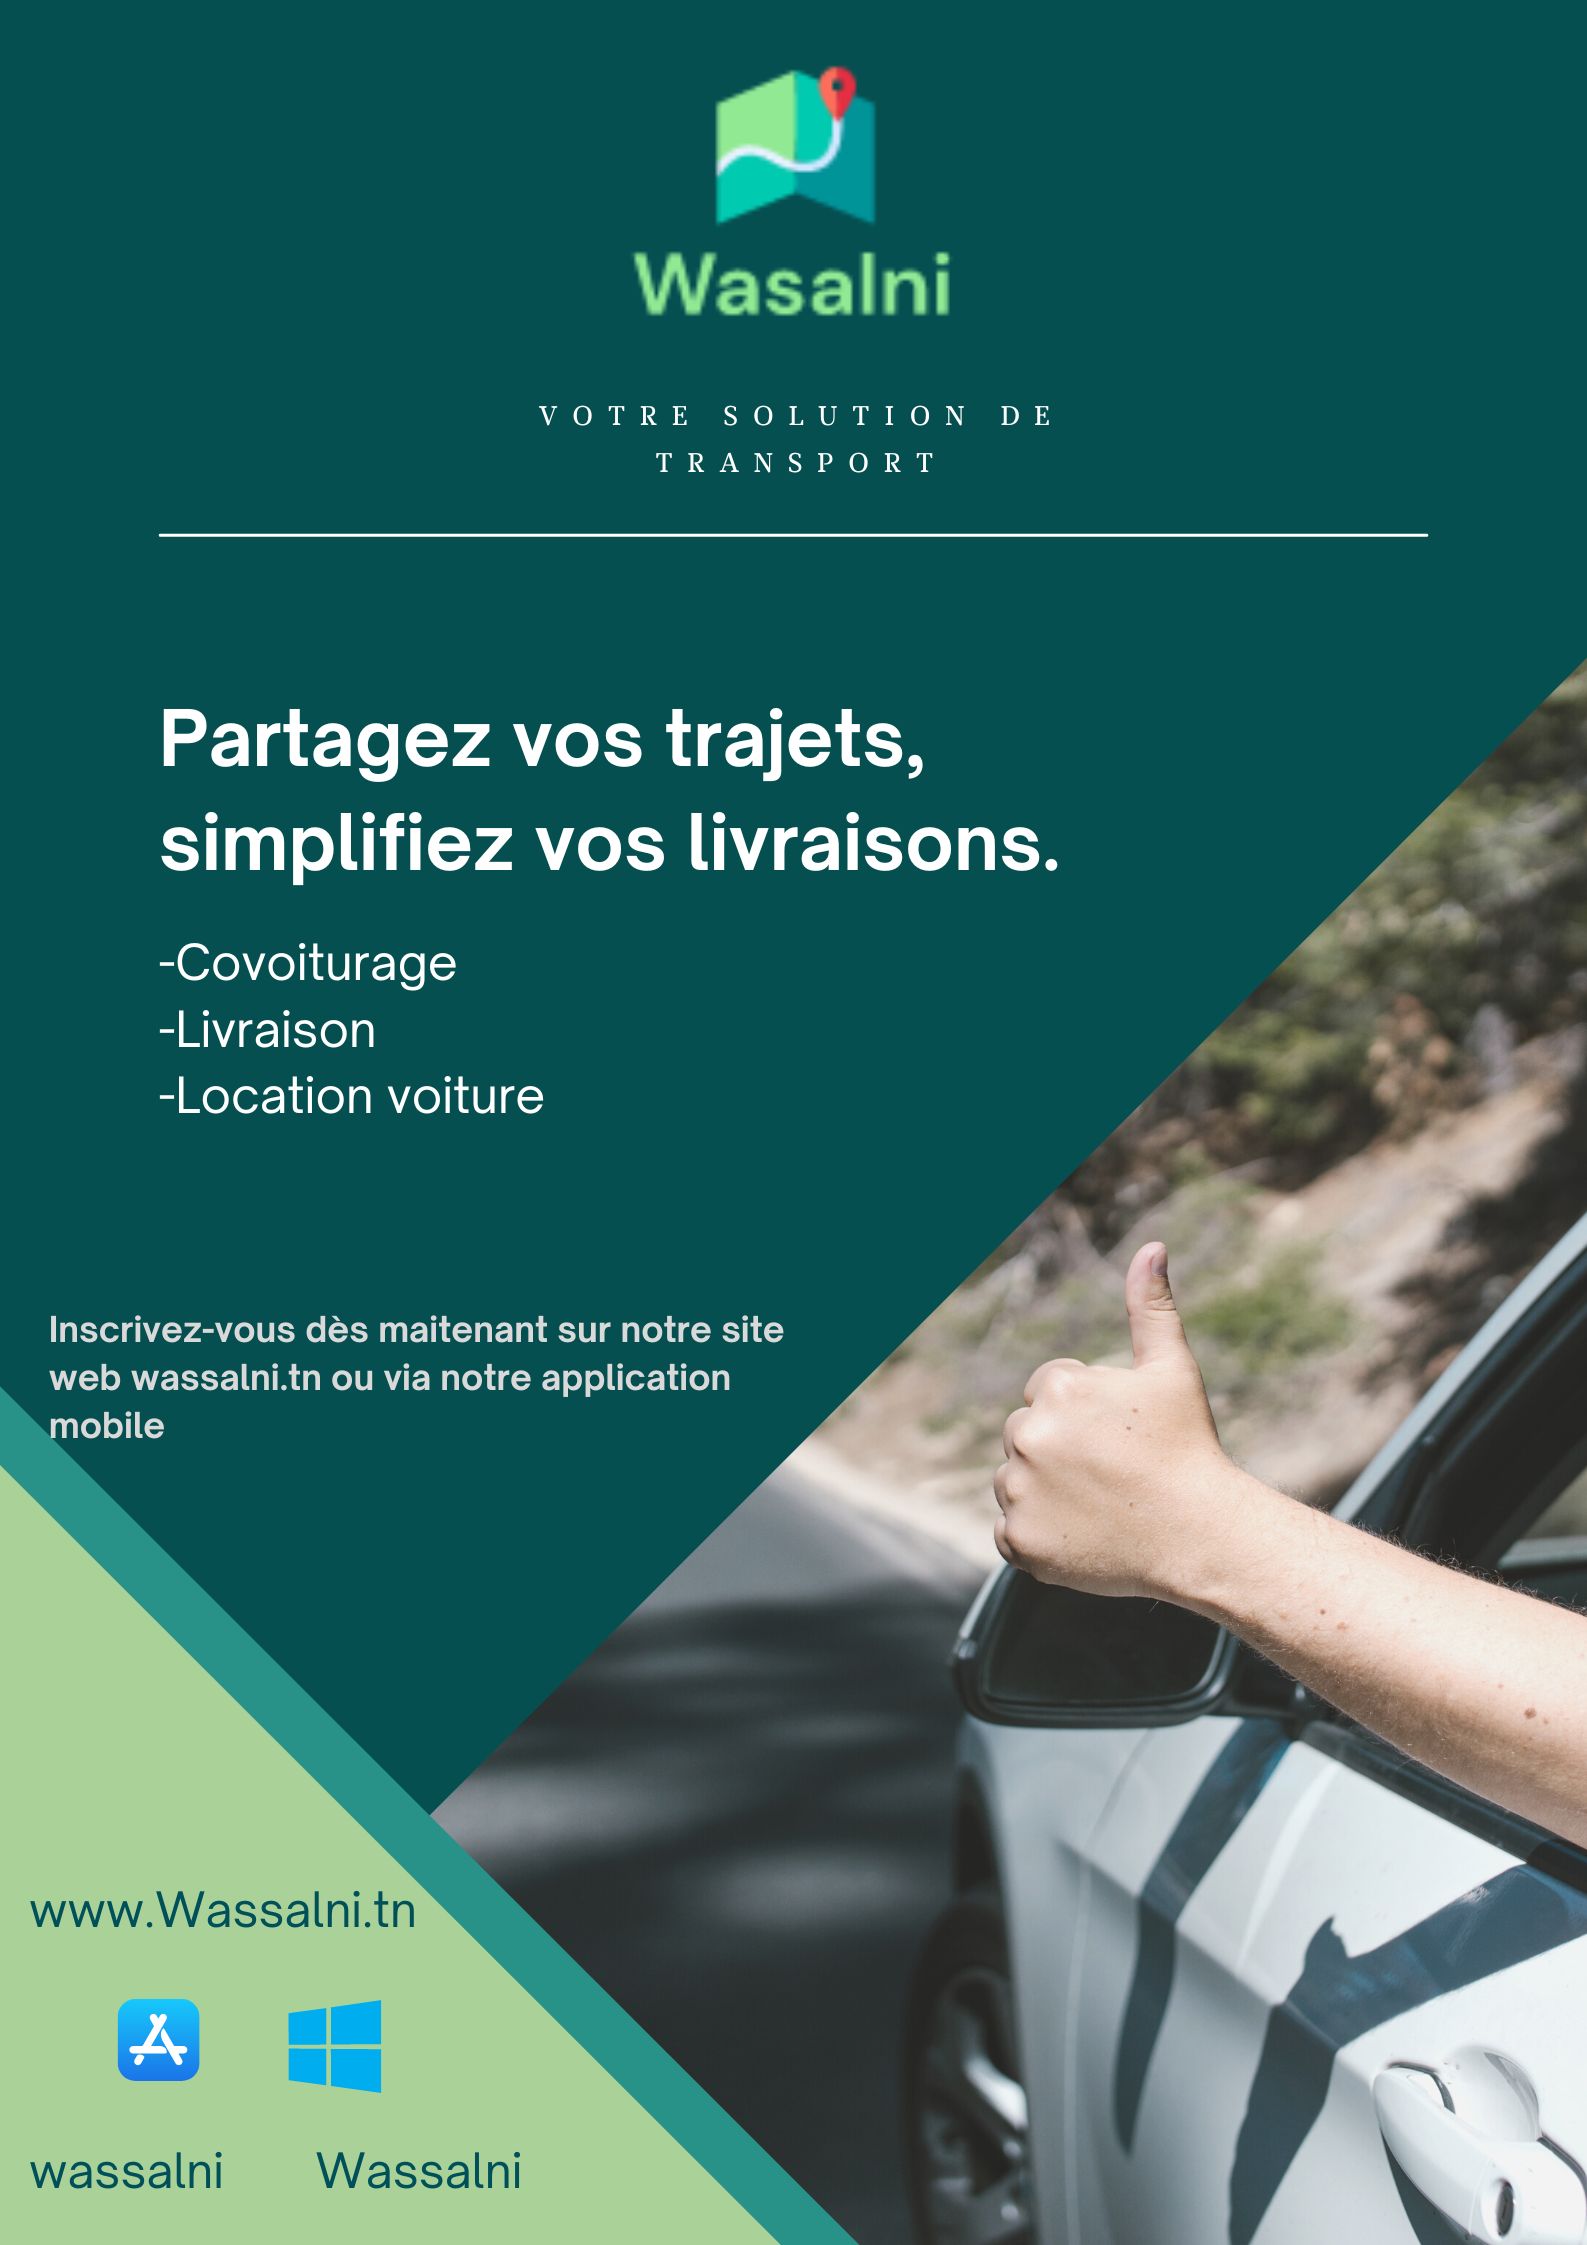 Wasalni
VOTRE SOLUTION DE
TRANSPORT
Partagez vos trajets,
simplifiez vos livraisons.
-Covoiturage
-Livraison
-Location voiture
Inscrivez-vous dès maitenant sur notre site
web wassalni.tn ou via notre application
mobile
www.Wassalni.tn
wassalni Wassalni